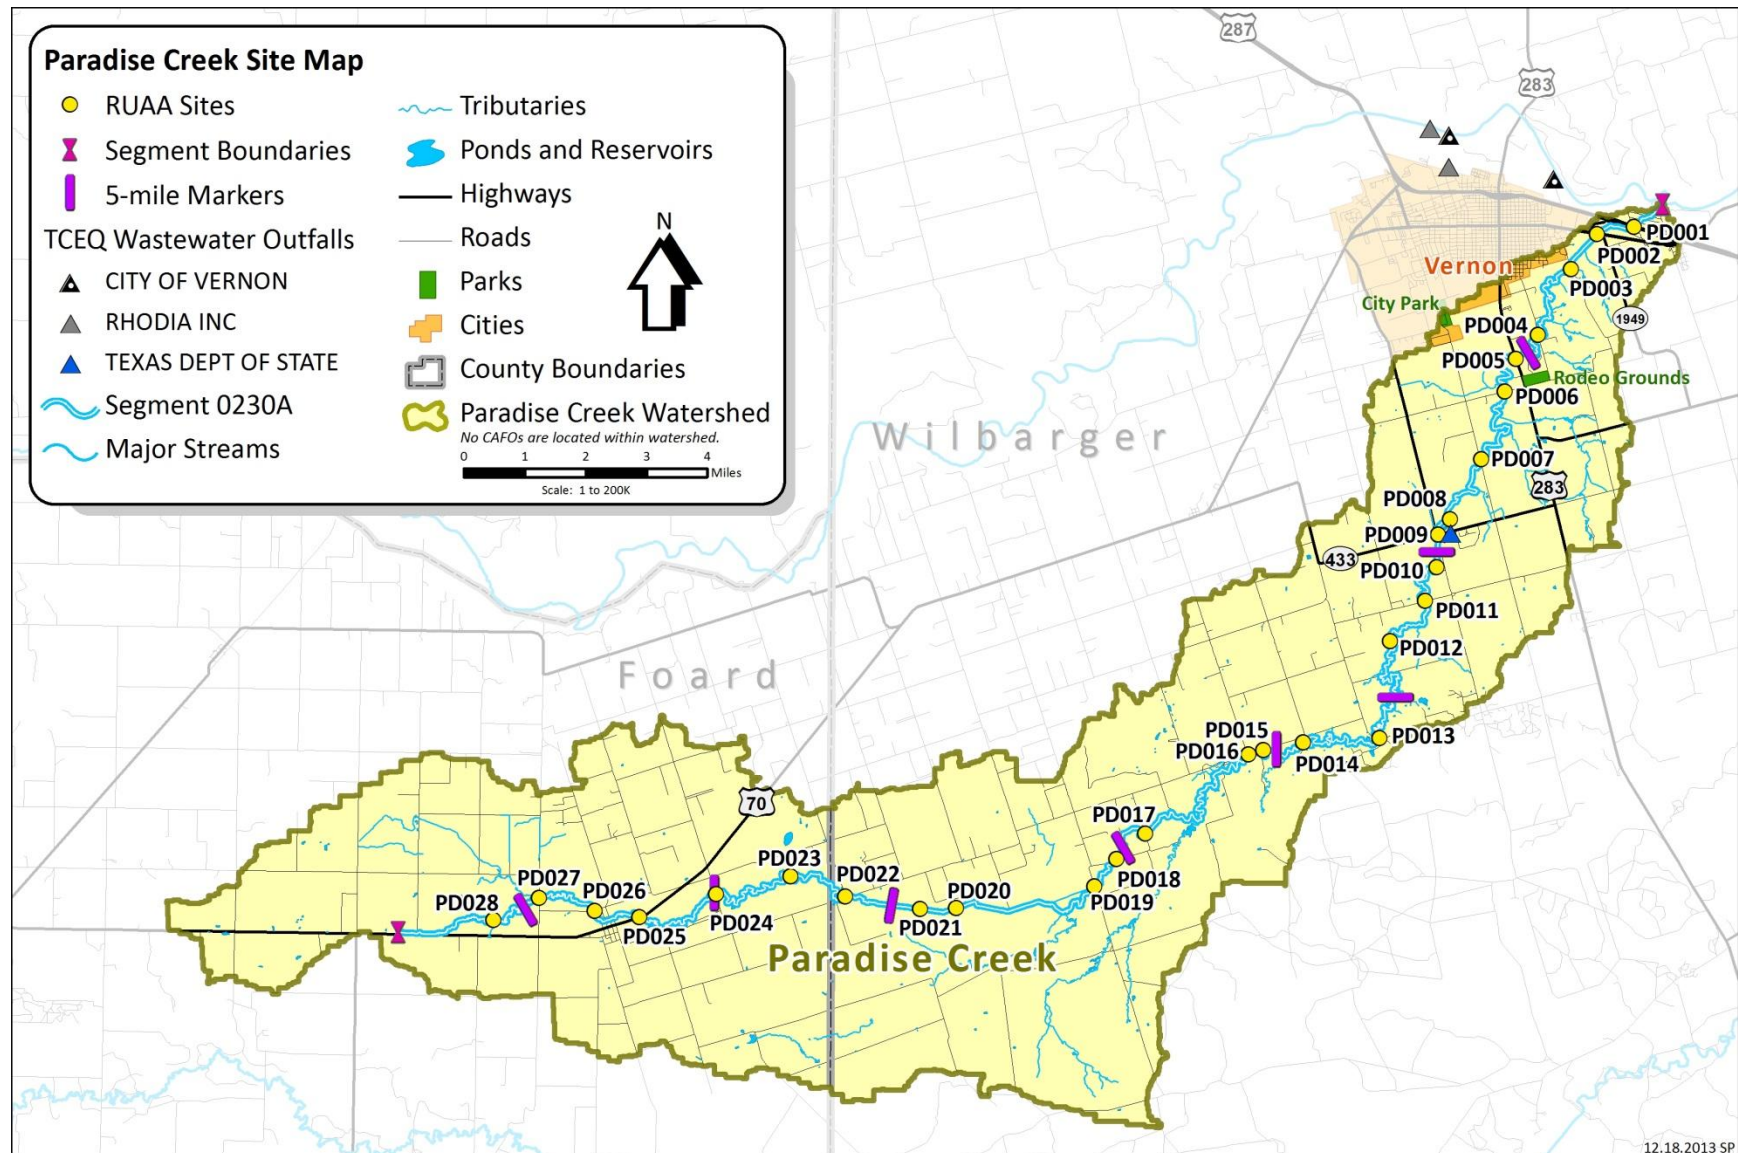 Paradise Creek Site Map
RUAA Sites
Segment Boundaries
5-mile Markers
TCEQ Wastewater Outfalls
CITY OF VERNON
RHODIA INC
TEXAS DEPT OF STATE
Segment 0230A
Major Streams
Tributaries
Ponds and Reservoirs
Highways
Roads
Parks
Cities
County Boundaries
Paradise Creek Watershed
No CAFOs are located within watershed.
0 1 2 3 4
Miles
Scale: 1 to 200K
N
287
283
Vernon
City Park
PD001
PD002
PD003
1949
PD004
PD005
Rodeo Grounds
PD006
Wilbarger
PD007
283
PD008
PD009
433
PD010
PD011
PD012
Foard
PD013
PD015
PD016
PD014
70
PD017
PD018
PD019
PD023
PD022
PD020
PD021
PD027
PD026
PD028
PD024
PD025
Paradise Creek
12.18.2013 SP